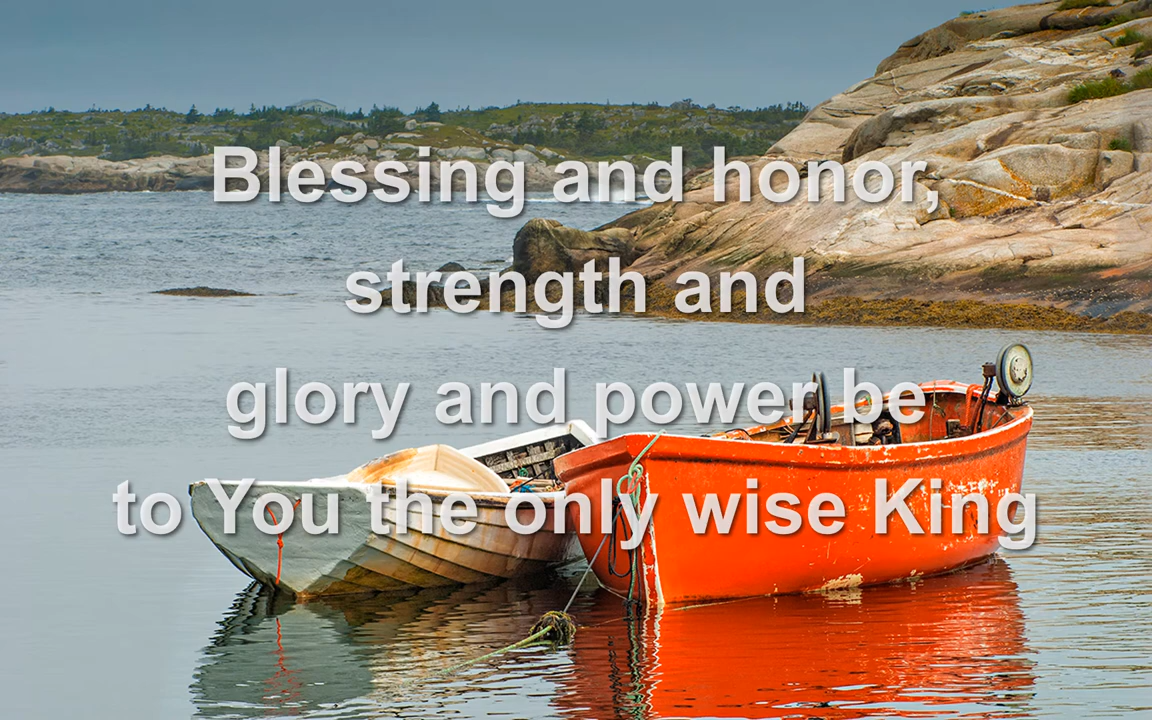 Blessing and honor,
strength and
glory and power be
to You the only wise King